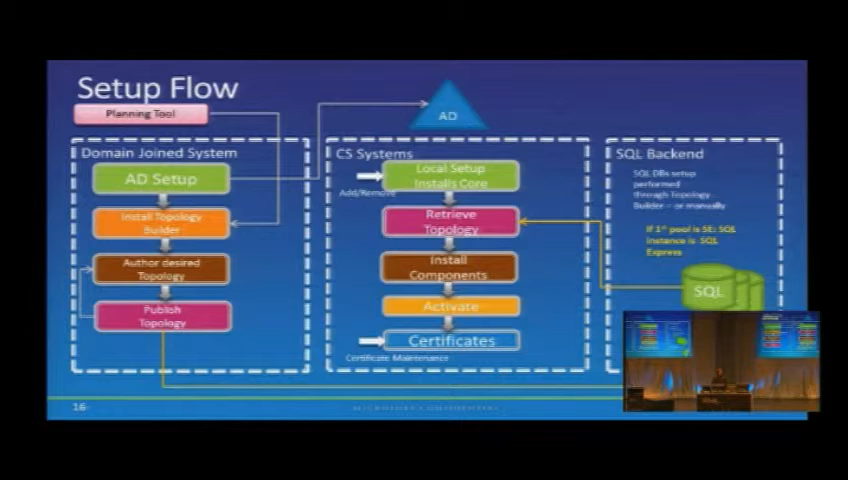 Setup Flow
Planning Tool
AD
Domain Joined System
AD Setup
Install Topology
Builder
Author desired
Topology
Publish
Topology
CS Systems
Local Setup
Installs Core
Add/Remove
Retrieve
Topology
Install
Components
Activate
Certificates
Certificate Maintenance
SQL Backend
SQL DBs setup
performed
through Topology
Builder – or manually
If 1st pool is SE: SQL
Instance is SQL
Express
SQL
16
MICROSOFT CONFIDENTIAL